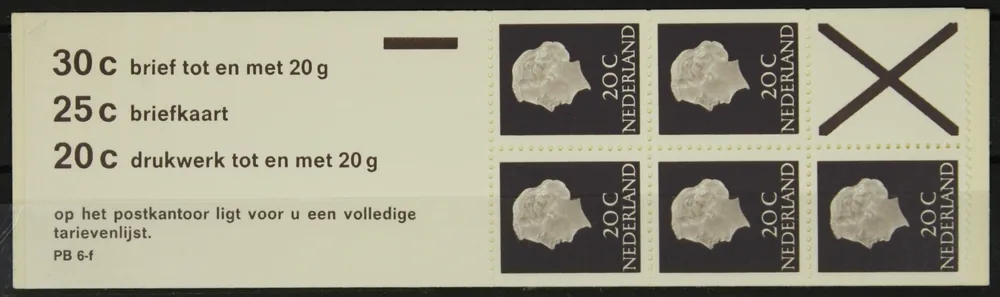 30 c brief tot en met 20 g
25 c briefkaart
20 c drukwerk tot en met 20 g
op het postkantoor ligt voor u een volledige
tarievenlijst.
PB 6-f
20 C
NEDERLAND
20 C
NEDERLAND
20 C
NEDERLAND
20 C
NEDERLAND
20 C
NEDERLAND